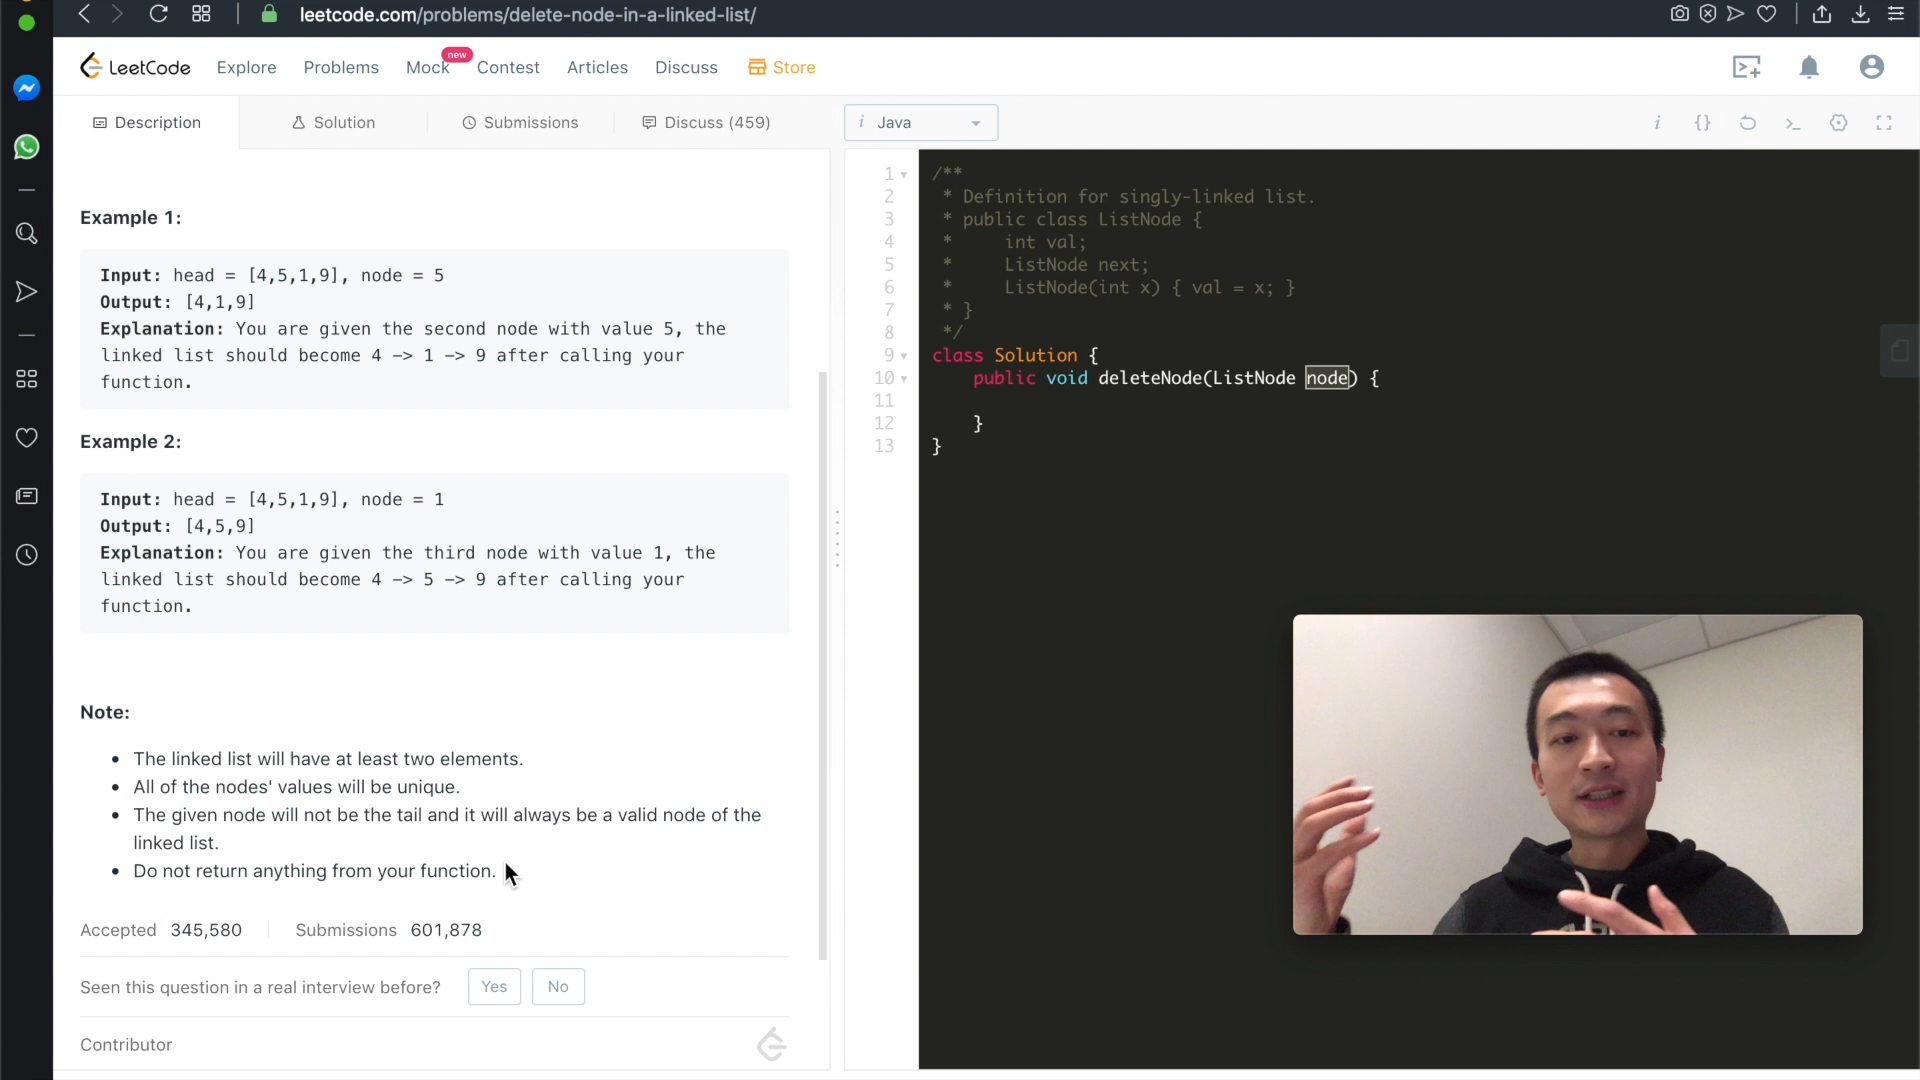 leetcode.com/problems/delete-node-in-a-linked-list/
LeetCode
Explore
Problems
Mock
new
Contest
Articles
Discuss
Store
Description
Solution
Submissions
Discuss (459)
i Java
Example 1:
Input: head = [4,5,1,9], node = 5
Output: [4,1,9]
Explanation: You are given the second node with value 5, the
linked list should become 4 -> 1 -> 9 after calling your
function.
Example 2:
Input: head = [4,5,1,9], node = 1
Output: [4,5,9]
Explanation: You are given the third node with value 1, the
linked list should become 4 -> 5 -> 9 after calling your
function.
Note:
• The linked list will have at least two elements.
• All of the nodes' values will be unique.
• The given node will not be the tail and it will always be a valid node of the
linked list.
• Do not return anything from your function.
Accepted 345,580
Submissions 601,878
Seen this question in a real interview before?
Yes
No
Contributor
1 /**
2  * Definition for singly-linked list.
3  * public class ListNode {
4  *     int val;
5  *     ListNode next;
6  *     ListNode(int x) { val = x; }
7  * }
8  */
9 class Solution {
10     public void deleteNode(ListNode node) {
11
12     }
13 }